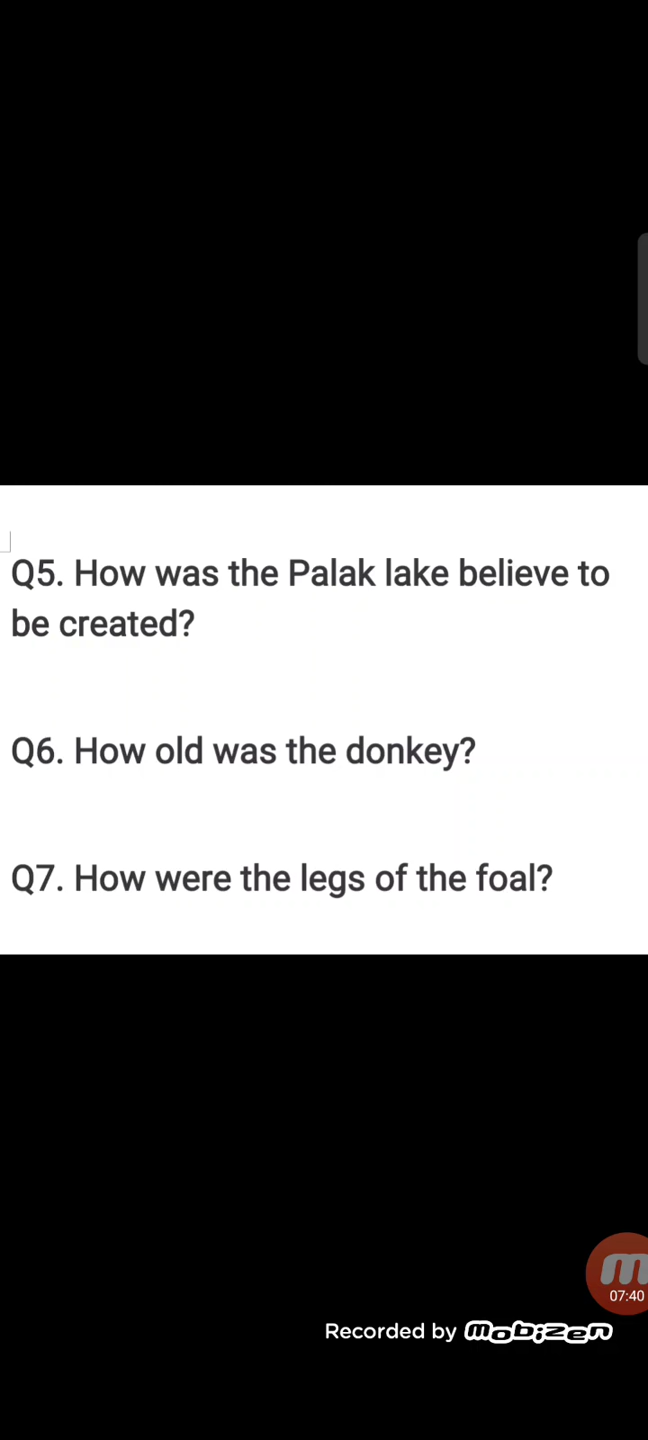 Q5. How was the Palak lake believe to
be created?
Q6. How old was the donkey?
Q7. How were the legs of the foal?
m
07:40
Recorded by mobizen